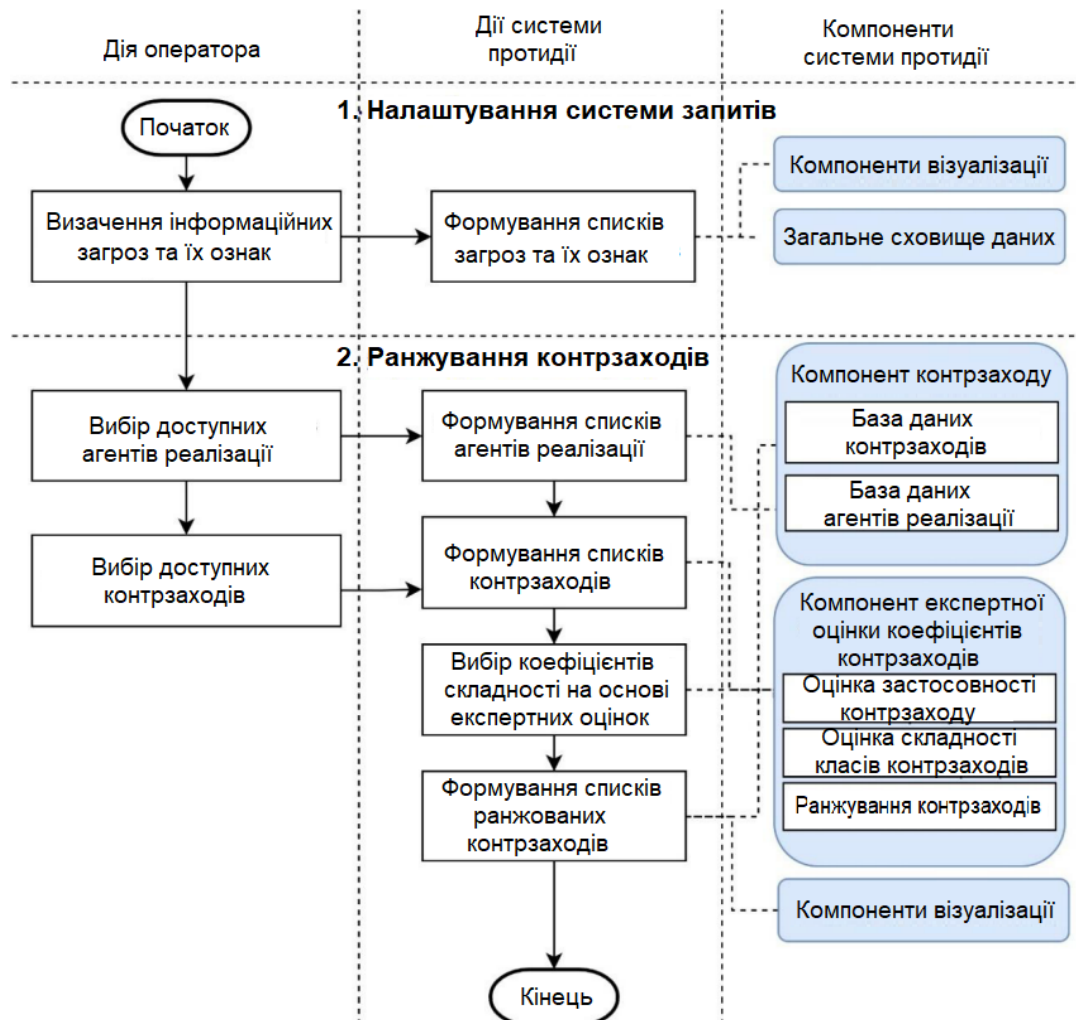 Дія оператора
Дії системи
протидії
Компоненти
системи протидії
1. Налаштування системи запитів
Початок
Компоненти візуалізації
Визачення інформаційних
загроз та їх ознак
Формування списків
загроз та їх ознак
Загальне сховище даних
2. Ранжування контрзаходів
Компонент контрзаходу
Вибір доступних
агентів реалізації
Формування списків
агентів реалізації
База даних
контрзаходів
База даних
агентів реалізації
Вибір доступних
контрзаходів
Формування списків
контрзаходів
Компонент експертної
оцінки коефіцієнтів
контрзаходів
Вибір коефіцієнтів
складності на основі
експертних оцінок
Оцінка застосовності
контрзаходу
Оцінка складності
класів контрзаходів
Формування списків
ранжованих
контрзаходів
Ранжування контрзаходів
Компоненти візуалізації
Кінець